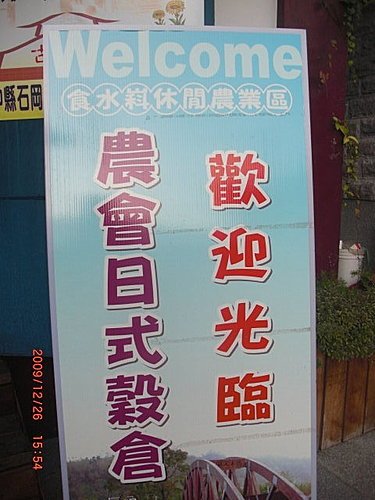 Welcome
食水嵙休閒農業區
歡迎光臨
農會日式穀倉
縣石岡
2009/12/26 15:54